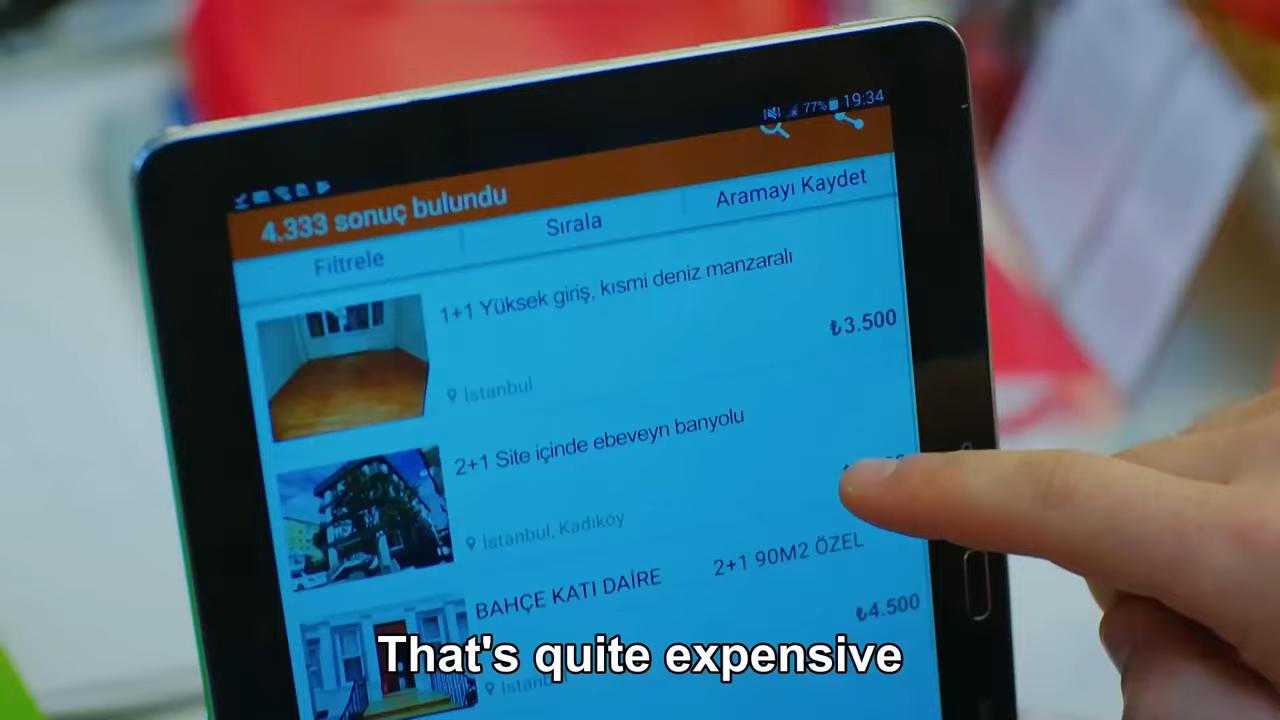 77% 19:34
4.333 sonuç bulundu
Filtrele Sırala Aramayı Kaydet
1+1 Yüksek giriş, kısmi deniz manzaralı
₺3.500
İstanbul
2+1 Site içinde ebeveyn banyolu
İstanbul, Kadıköy
BAHÇE KATI DAİRE 2+1 90M2 ÖZEL
₺4.500
That's quite expensive